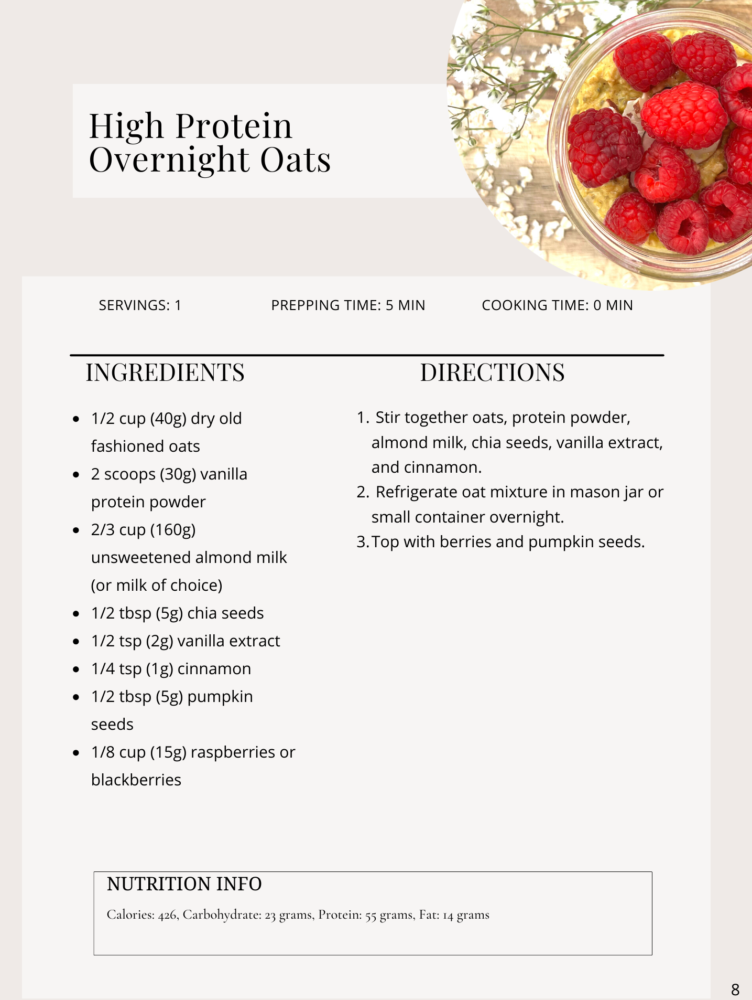 High Protein
Overnight Oats
SERVINGS: 1
PREPPING TIME: 5 MIN
COOKING TIME: 0 MIN
INGREDIENTS
1/2 cup (40g) dry old
fashioned oats
2 scoops (30g) vanilla
protein powder
2/3 cup (160g)
unsweetened almond milk
(or milk of choice)
1/2 tbsp (5g) chia seeds
1/2 tsp (2g) vanilla extract
1/4 tsp (1g) cinnamon
1/2 tbsp (5g) pumpkin
seeds
1/8 cup (15g) raspberries or
blackberries
DIRECTIONS
1. Stir together oats, protein powder,
almond milk, chia seeds, vanilla extract,
and cinnamon.
2. Refrigerate oat mixture in mason jar or
small container overnight.
3. Top with berries and pumpkin seeds.
NUTRITION INFO
Calories: 426, Carbohydrate: 23 grams, Protein: 55 grams, Fat: 14 grams
8